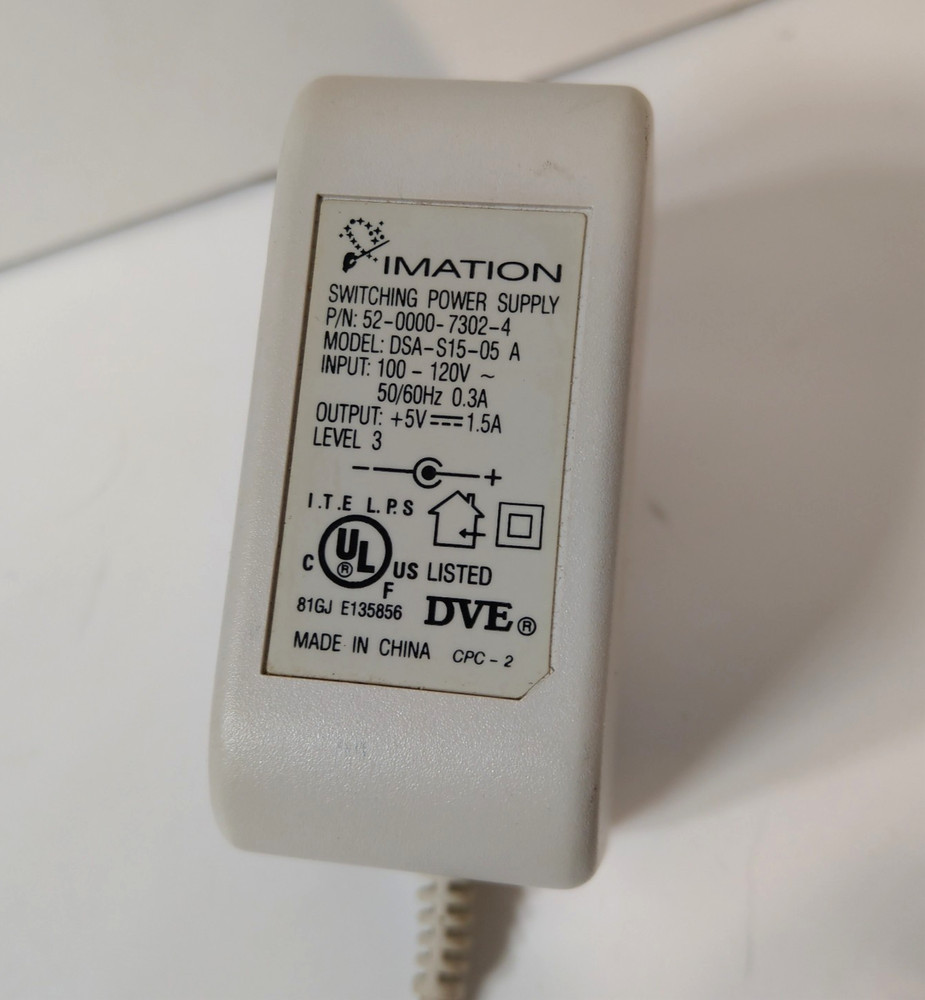 IMATION
SWITCHING POWER SUPPLY
P/N: 52-0000-7302-4
MODEL: DSA-S15-05 A
INPUT: 100 - 120V ~
50/60Hz 0.3A
OUTPUT: +5V⎓1.5A
LEVEL 3
- +
I.T.E L.P.S
C UL® US LISTED
F
81GJ E135856 DVE®
MADE IN CHINA CPC-2